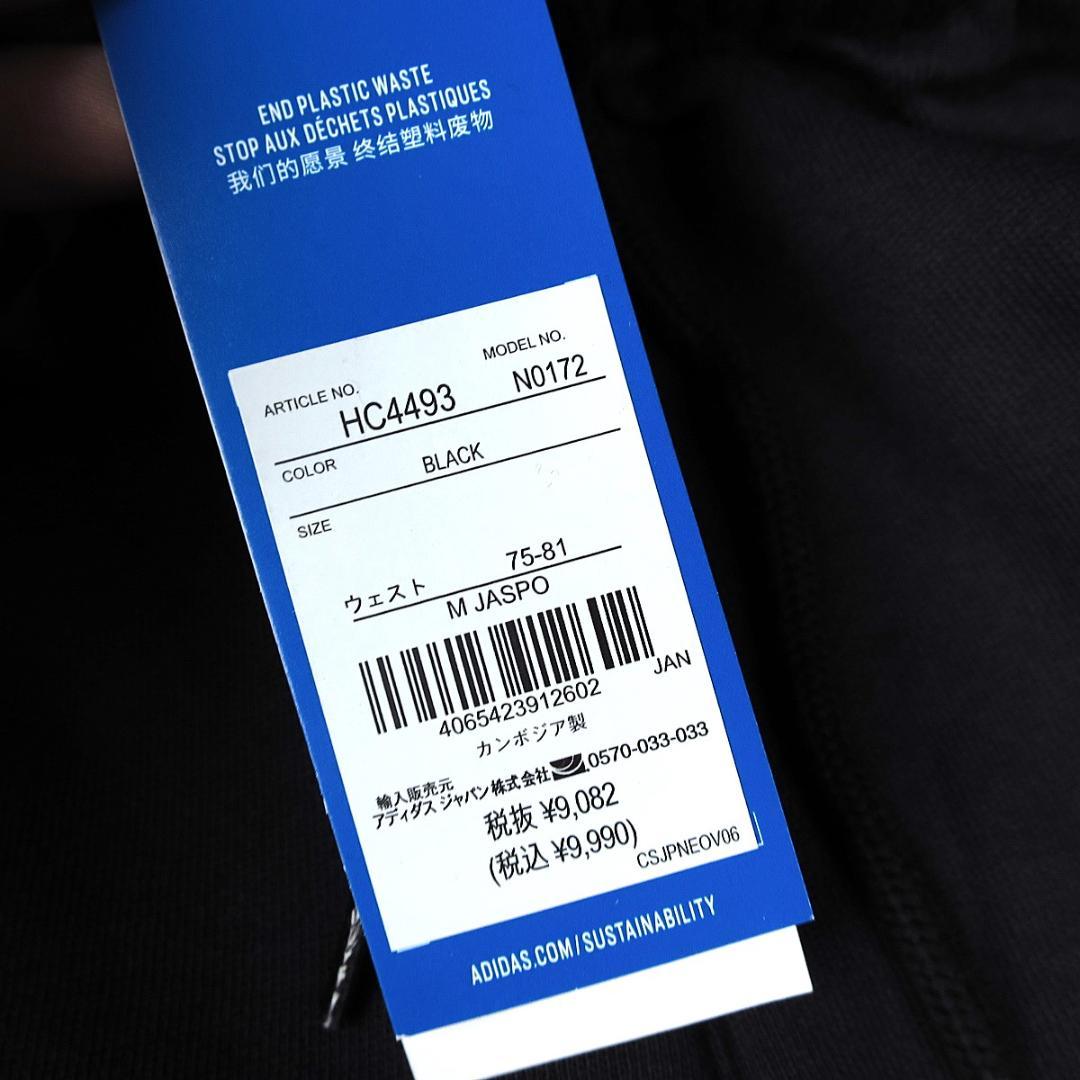 END PLASTIC WASTE
STOP AUX DÉCHETS PLASTIQUES
我们的愿景 终结塑料废物
ARTICLE NO. MODEL NO.
HC4493 N0172
COLOR BLACK
SIZE
ウェスト 75-81
M JASPO
4065423912602 JAN
カンボジア製
輸入販売元
アディダス ジャパン株式会社 0570-033-033
税抜 ¥9,082
(税込 ¥9,990)
CSJPNEOV06
ADIDAS.COM/SUSTAINABILITY